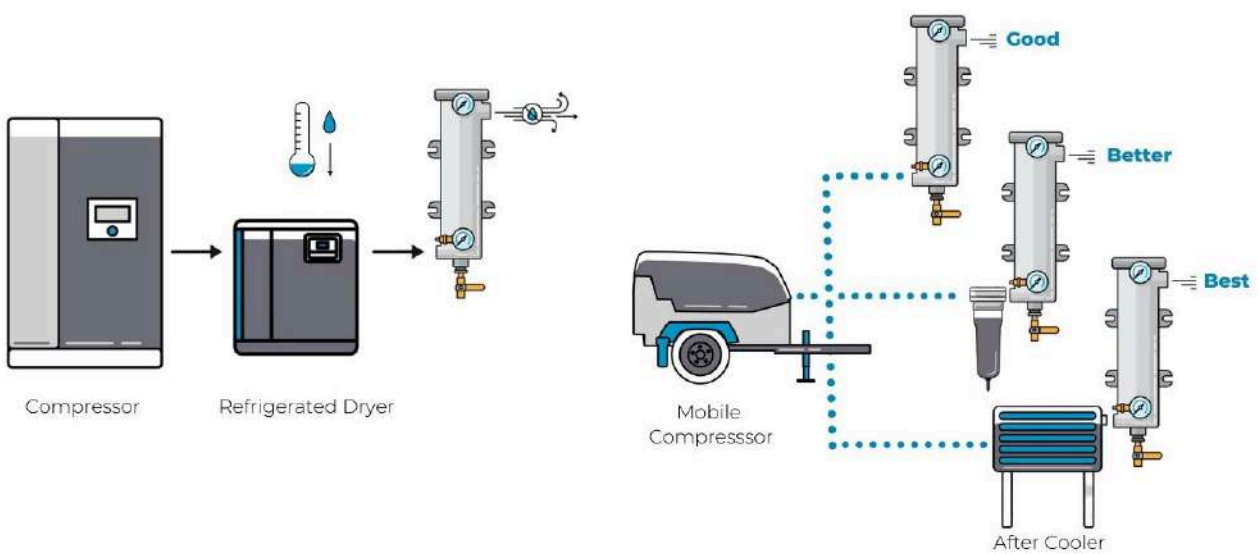 Good
Better
Best
Compressor
Refrigerated Dryer
Mobile
Compresssor
After Cooler